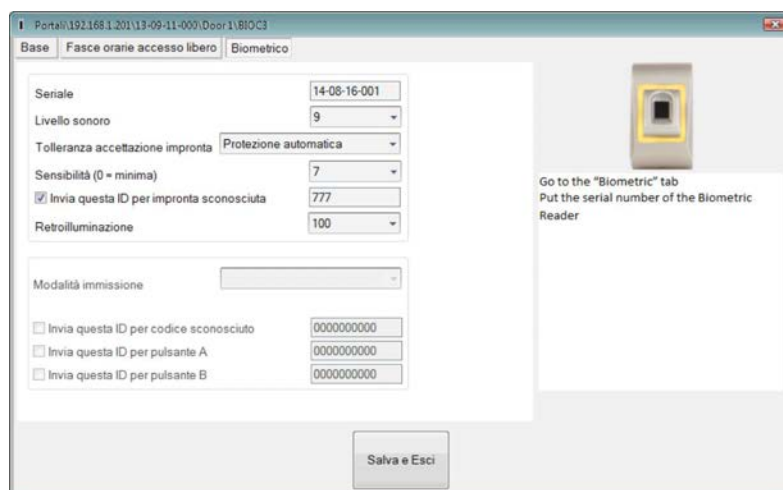 Portali\192.168.1.201\13-09-11-000\Door 1\BIOC3
Base Fasce orarie accesso libero Biometrico
Seriale 14-08-16-001
Livello sonoro 9
Tolleranza accettazione impronta Protezione automatica
Sensibilità (0 = minima) 7
Invia questa ID per impronta sconosciuta 777
Retroilluminazione 100
Modalità immissione
Invia questa ID per codice sconosciuto 0000000000
Invia questa ID per pulsante A 0000000000
Invia questa ID per pulsante B 0000000000
Go to the “Biometric” tab
Put the serial number of the Biometric
Reader
Salva e Esci